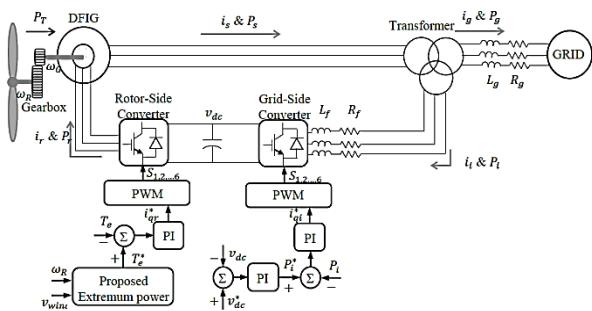 P_T
DFIG
i_s & P_s
Transformer
i_g & P_g
GRID
L_g
R_g
ω_G
ω_R
Gearbox
Rotor-Side
Converter
v_dc
Grid-Side
Converter
L_f
R_f
i_r & P_r
i_i & P_i
S_1,2,...,6
S_1,2,...,6
PWM
PWM
i*_qr
i*_qi
T_e
−
Σ
PI
PI
+
T*_e
−
v_dc
Σ
PI
P*_i
+
Σ
P_i
−
+
v*_dc
ω_R
Proposed
Extremum power